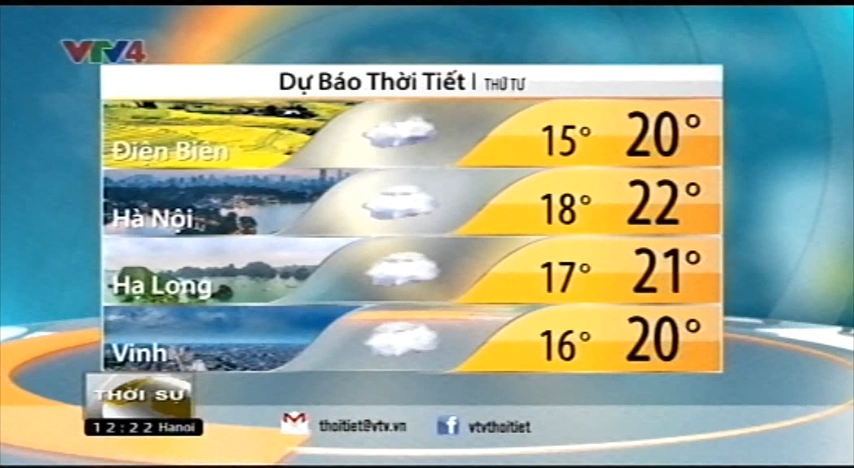 VTV4
Dự Báo Thời Tiết | THỨ TƯ
Điện Biên 15° 20°
Hà Nội 18° 22°
Hạ Long 17° 21°
Vinh 16° 20°
THỜI SỰ
12:22 Hanoi
thoitiet@vtv.vn vtvthoitiet